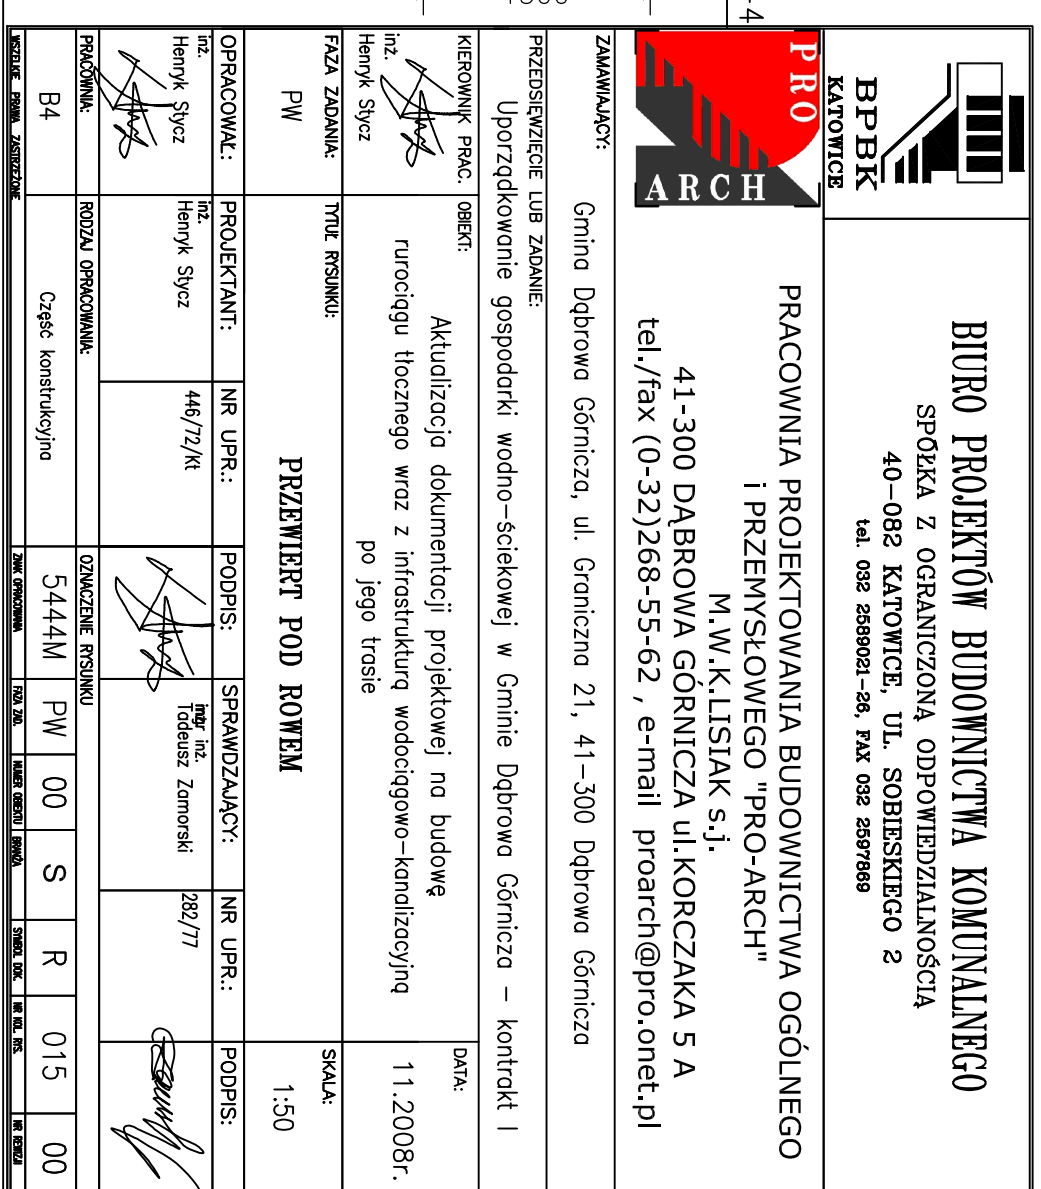 BPBK
KATOWICE
BIURO PROJEKTÓW BUDOWNICTWA KOMUNALNEGO
SPÓŁKA Z OGRANICZONĄ ODPOWIEDZIALNOŚCIĄ
40-082 KATOWICE, UL. SOBIESKIEGO 2
tel. 032 2589021-26, FAX 032 2597869
PRO
ARCH
PRACOWNIA PROJEKTOWANIA BUDOWNICTWA OGÓLNEGO
i PRZEMYSŁOWEGO "PRO-ARCH"
M.W.K.LISIAK s.j.
41-300 DĄBROWA GÓRNICZA ul.KORCZAKA 5 A
tel./fax (0-32)268-55-62 , e-mail proarch@pro.onet.pl
ZAMAWIAJĄCY:
Gmina Dąbrowa Górnicza, ul. Graniczna 21, 41-300 Dąbrowa Górnicza
PRZEDSIĘWZIĘCIE LUB ZADANIE:
Uporządkowanie gospodarki wodno-ściekowej w Gminie Dąbrowa Górnicza - kontrakt I
KIEROWNIK PRAC.
inż.
Henryk Stycz
OBIEKT:
Aktualizacja dokumentacji projektowej na budowę
rurociągu tłocznego wraz z infrastrukturą wodociągowo-kanalizacyjną
po jego trasie
DATA:
11.2008r.
FAZA ZADANIA:
PW
TYTUŁ RYSUNKU:
PRZEWIERT POD ROWEM
SKALA:
1:50
OPRACOWAŁ: PROJEKTANT: NR UPR.: PODPIS: SPRAWDZAJĄCY: NR UPR.: PODPIS:
inż.
Henryk Stycz
inż.
Henryk Stycz
446/72/Kt
inż.
Tadeusz Zamorski
282/77
PRACOWNIA:
B4
RODZAJ OPRACOWANIA:
Część konstrukcyjna
OZNACZENIE RYSUNKU
5444M PW 00 S R 015 00
WSZELKIE PRAWA ZASTRZEŻONE ZNAK OPRACOWANIA FAZA ZAD. NUMER OBIEKTU BRANŻA SYMBOL DOK. NR KOL. RYS. NR REWIZJI